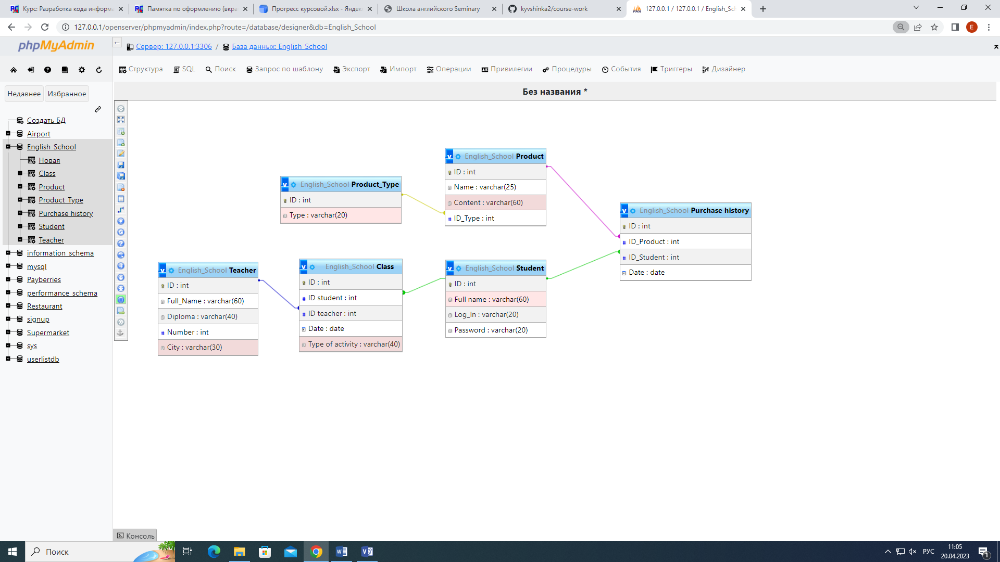 Курс: Разработка кода информа
Памятка по оформлению (вкра
Прогресс курсовой.xlsx - Яндек
Школа английского Seminary
kyvshinka2/course-work
127.0.0.1 / 127.0.0.1 / English_Sc
127.0.0.1/openserver/phpmyadmin/index.php?route=/database/designer&db=English_School
E
phpMyAdmin
Недавнее Избранное
Создать БД
Airport
English_School
Новая
Class
Product
Product_Type
Purchase history
Student
Teacher
information_schema
mysql
Payberries
performance_schema
Restaurant
signup
Supermarket
sys
userlistdb
Сервер: 127.0.0.1:3306 / База данных: English_School
Структура SQL Поиск Запрос по шаблону Экспорт Импорт Операции Привилегии Процедуры События Триггеры Дизайнер
Без названия *
v English_School Product_Type
ID : int
Type : varchar(20)
v English_School Product
ID : int
Name : varchar(25)
Content : varchar(60)
# ID_Type : int
v English_School Purchase history
ID : int
# ID_Product : int
# ID_Student : int
Date : date
v English_School Teacher
ID : int
Full_Name : varchar(60)
Diploma : varchar(40)
# Number : int
City : varchar(30)
v English_School Class
ID : int
# ID student : int
# ID teacher : int
Date : date
Type of activity : varchar(40)
v English_School Student
ID : int
Full name : varchar(60)
Log_In : varchar(20)
Password : varchar(20)
Консоль
Поиск
РУС
11:05
20.04.2023
1